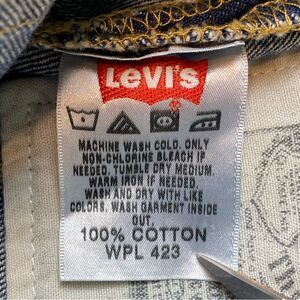 LEVI'S
MACHINE WASH COLD. ONLY
NON-CHLORINE BLEACH IF
NEEDED. TUMBLE DRY MEDIUM.
WARM IRON IF NEEDED.
WASH AND DRY WITH LIKE
COLORS. WASH GARMENT INSIDE
OUT.
100% COTTON
WPL 423